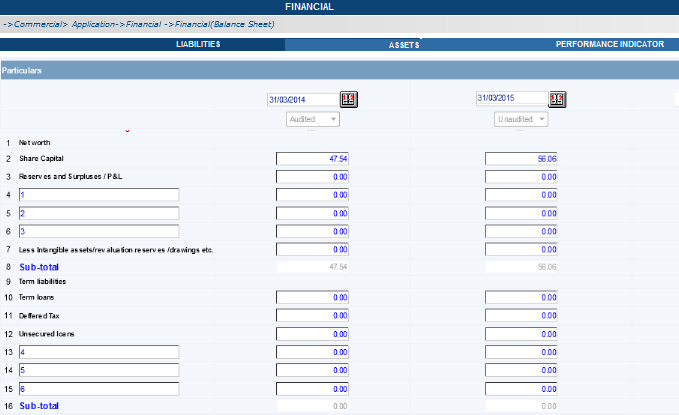 FINANCIAL
->Commercial> Application->Financial ->Financial(Balance Sheet)
LIABILITIES ASSETS PERFORMANCE INDICATOR
Particulars
31/03/2014 31/03/2015
Audited Unaudited
1 Networth
2 Share Capital 47.54 56.06
3 Reserves and Surpluses / P&L 0.00 0.00
4 1 0.00 0.00
5 2 0.00 0.00
6 3 0.00 0.00
7 Less Intangible assets/revaluation reserves /drawings etc. 0.00 0.00
8 Sub-total 47.54 56.06
9 Term liabilities
10 Term loans 0.00 0.00
11 Deffered Tax 0.00 0.00
12 Unsecured loans 0.00 0.00
13 4 0.00 0.00
14 5 0.00 0.00
15 6 0.00 0.00
16 Sub-total 0.00 0.00